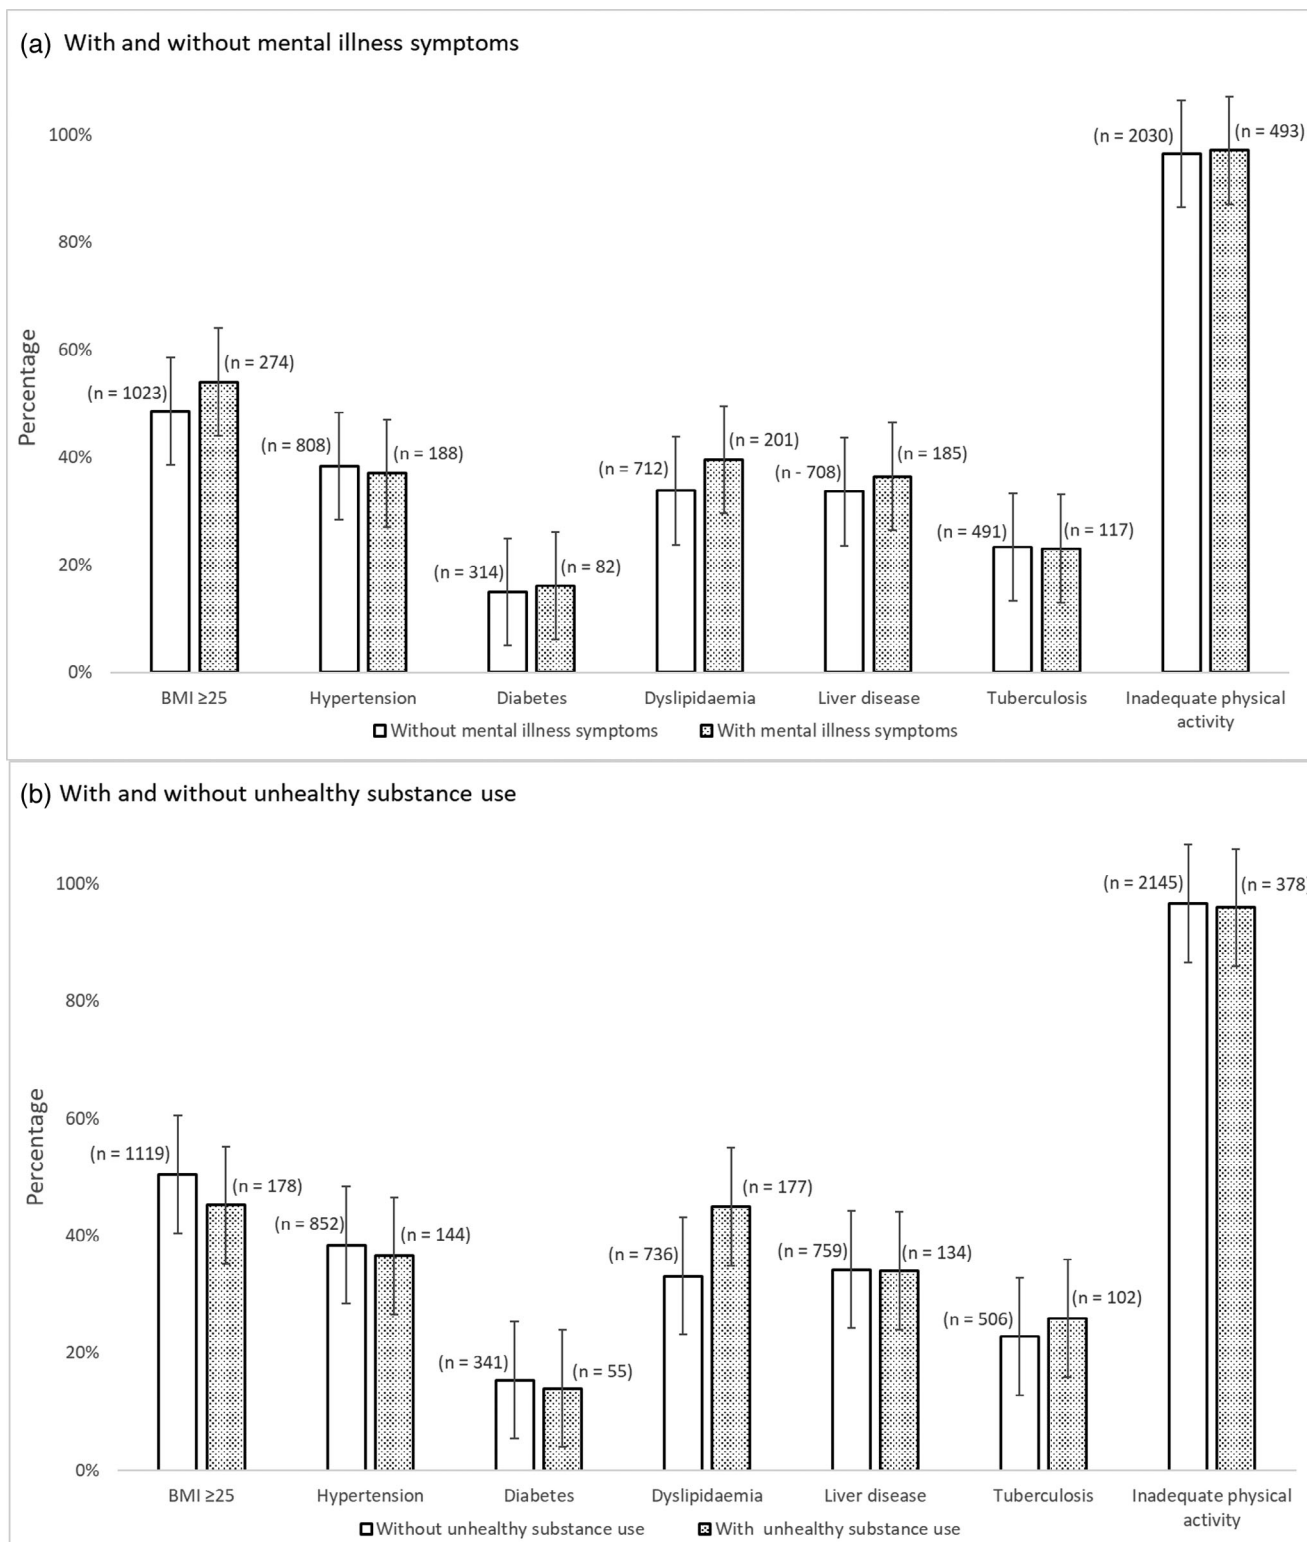 (a) With and without mental illness symptoms
100%
80%
60%
40%
20%
0%
Percentage
(n = 1023)
(n = 274)
(n = 808)
(n = 188)
(n = 314)
(n = 82)
(n = 712)
(n = 201)
(n - 708)
(n = 185)
(n = 491)
(n = 117)
(n = 2030)
(n = 493)
BMI ≥25
Hypertension
Diabetes
Dyslipidaemia
Liver disease
Tuberculosis
Inadequate physical
activity
Without mental illness symptoms
With mental illness symptoms
(b) With and without unhealthy substance use
100%
80%
60%
40%
20%
0%
Percentage
(n = 1119)
(n = 178)
(n = 852)
(n = 144)
(n = 341)
(n = 55)
(n = 736)
(n = 177)
(n = 759)
(n = 134)
(n = 506)
(n = 102)
(n = 2145)
(n = 378)
BMI ≥25
Hypertension
Diabetes
Dyslipidaemia
Liver disease
Tuberculosis
Inadequate physical
activity
Without unhealthy substance use
With unhealthy substance use